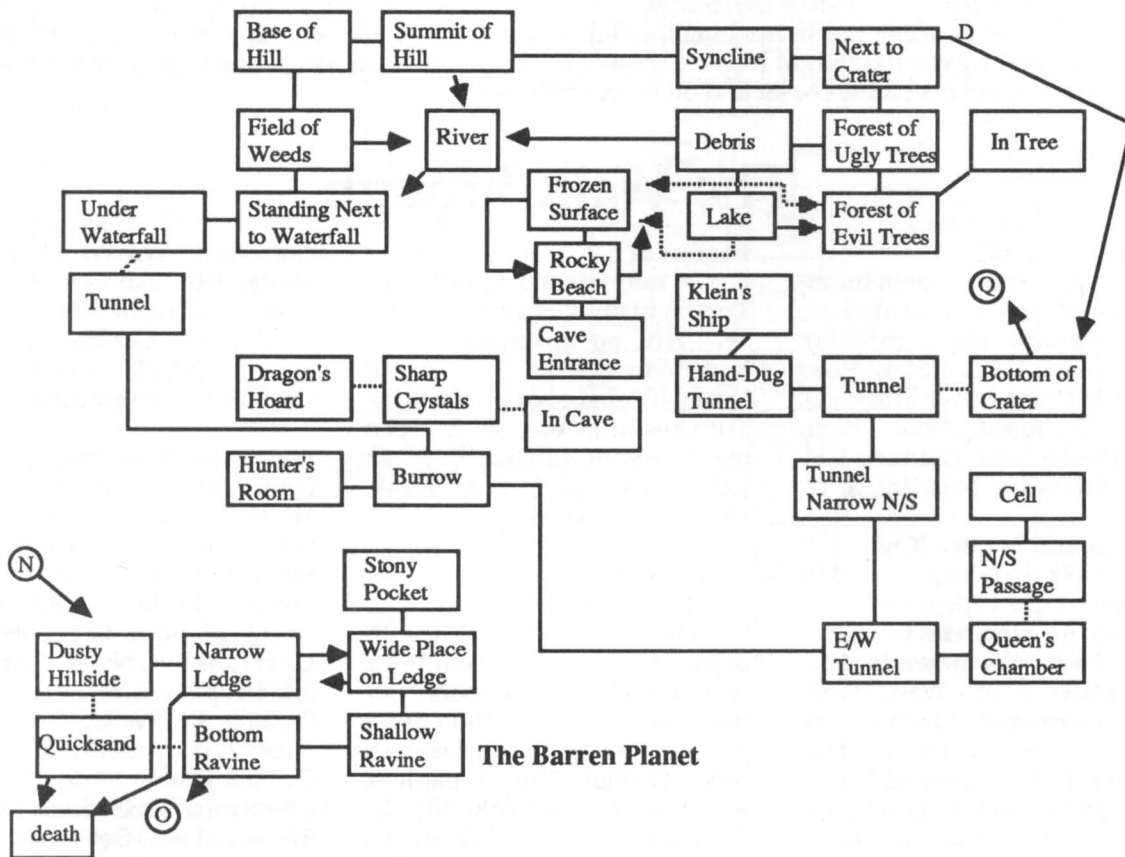 Base of
Hill
Summit of
Hill
Syncline
Next to
Crater
D
Field of
Weeds
River
Debris
Forest of
Ugly Trees
In Tree
Under
Waterfall
Standing Next
to Waterfall
Frozen
Surface
Lake
Forest of
Evil Trees
Rocky
Beach
Tunnel
Klein's
Ship
Q
Cave
Entrance
Dragon's
Hoard
Sharp
Crystals
In Cave
Hand-Dug
Tunnel
Tunnel
Bottom of
Crater
Hunter's
Room
Burrow
Tunnel
Narrow N/S
Cell
N
Stony
Pocket
N/S
Passage
Dusty
Hillside
Narrow
Ledge
Wide Place
on Ledge
E/W
Tunnel
Queen's
Chamber
Quicksand
Bottom
Ravine
Shallow
Ravine
The Barren Planet
death
O